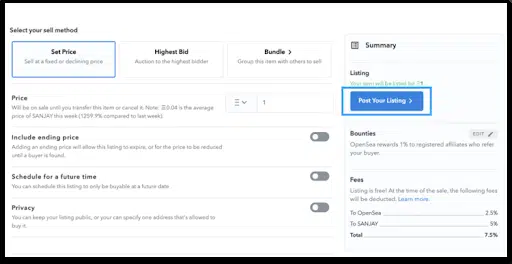 Select your sell method
Set Price
Sell at a fixed or declining price
Highest Bid
Auction to the highest bidder
Bundle >
Group this item with others to sell
Price
Will be on sale until you transfer this item or cancel it. Note: Ξ0.04 is the average
price of SANJAY this week (1259.9% compared to last week).
Ξ
1
Include ending price
Adding an ending price will allow this listing to expire, or for the price to be reduced
until a buyer is found.
Schedule for a future time
You can schedule this listing to only be buyable at a future date.
Privacy
You can keep your listing public, or your can specify one address that's allowed to
buy it.
Summary
Listing
Your item will be listed for Ξ1
Post Your Listing >
Bounties
EDIT
OpenSea rewards 1% to registered affiliates who refer
your buyer.
Fees
Listing is free! At the time of the sale, the following fees
will be deducted. Learn more.
To OpenSea 2.5%
To SANJAY 5%
Total 7.5%